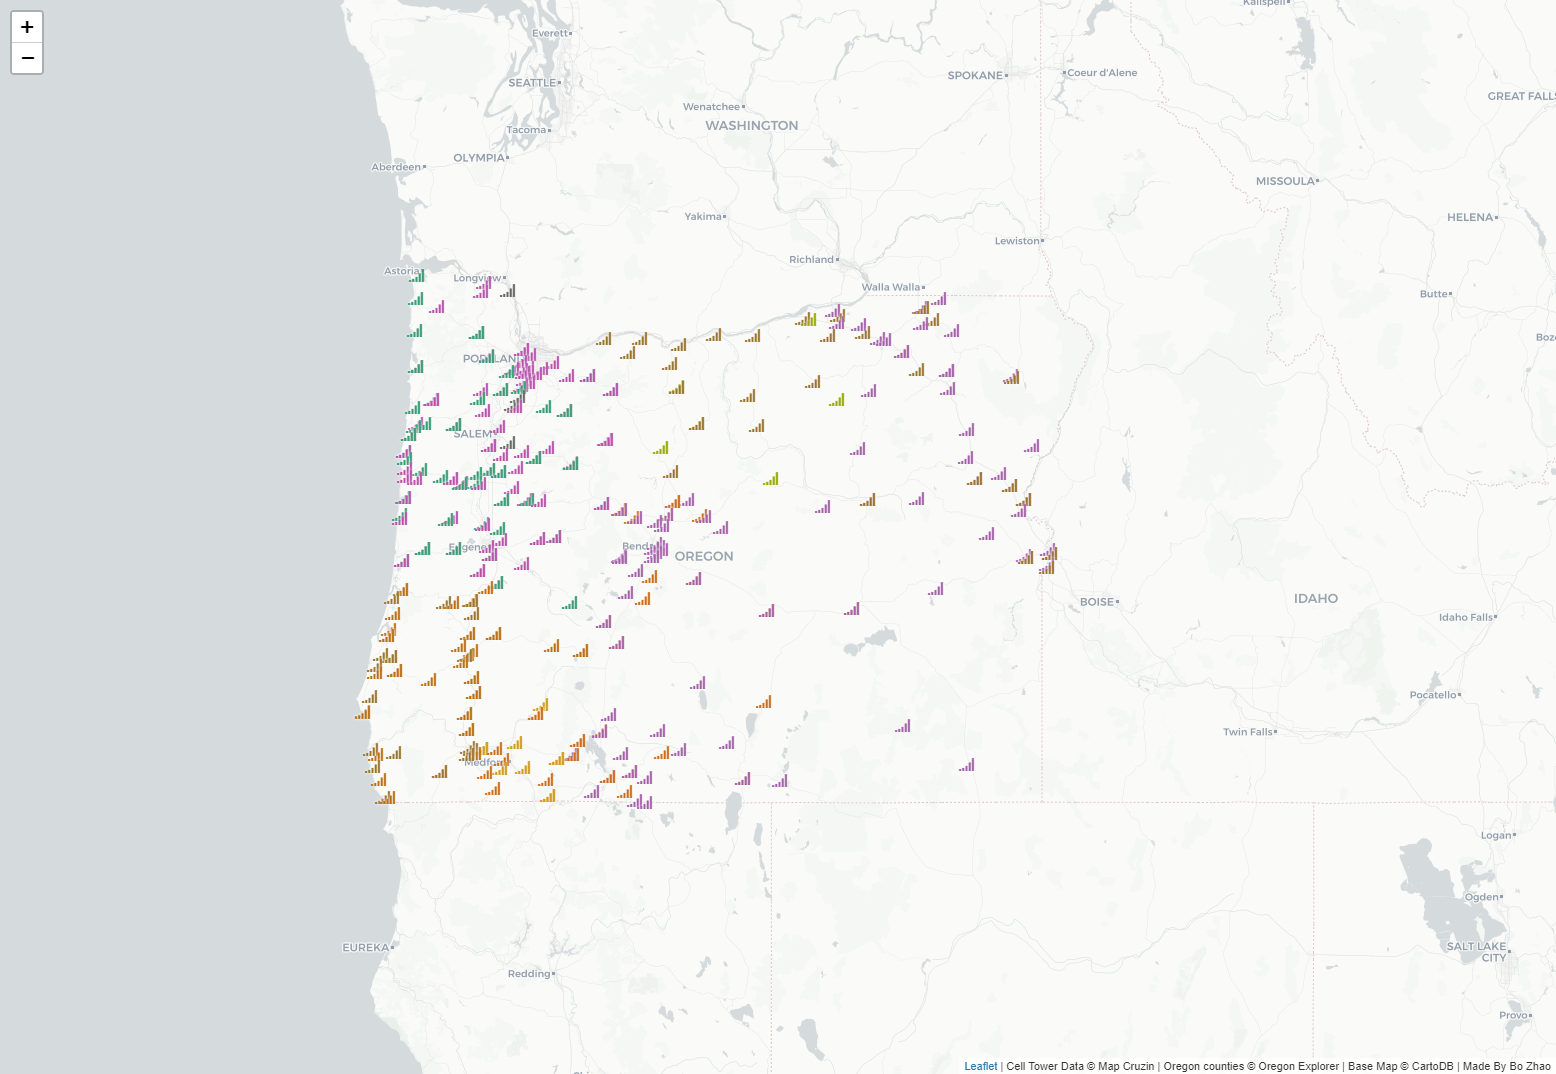 +
−
Kalispell
Everett
SEATTLE
SPOKANE
Coeur d'Alene
GREAT FALLS
Wenatchee
WASHINGTON
Tacoma
OLYMPIA
Aberdeen
MISSOULA
Yakima
HELENA
Lewiston
Richland
Astoria
Longview
Walla Walla
Butte
Boze
PORTLAN
SALEM
Eugene
Bend
OREGON
BOISE
IDAHO
Idaho Falls
Pocatello
Twin Falls
Medford
Logan
Ogden
EUREKA
SALT LAKE
CITY
Redding
Provo
Leaflet | Cell Tower Data © Map Cruzin | Oregon counties © Oregon Explorer | Base Map © CartoDB | Made By Bo Zhao